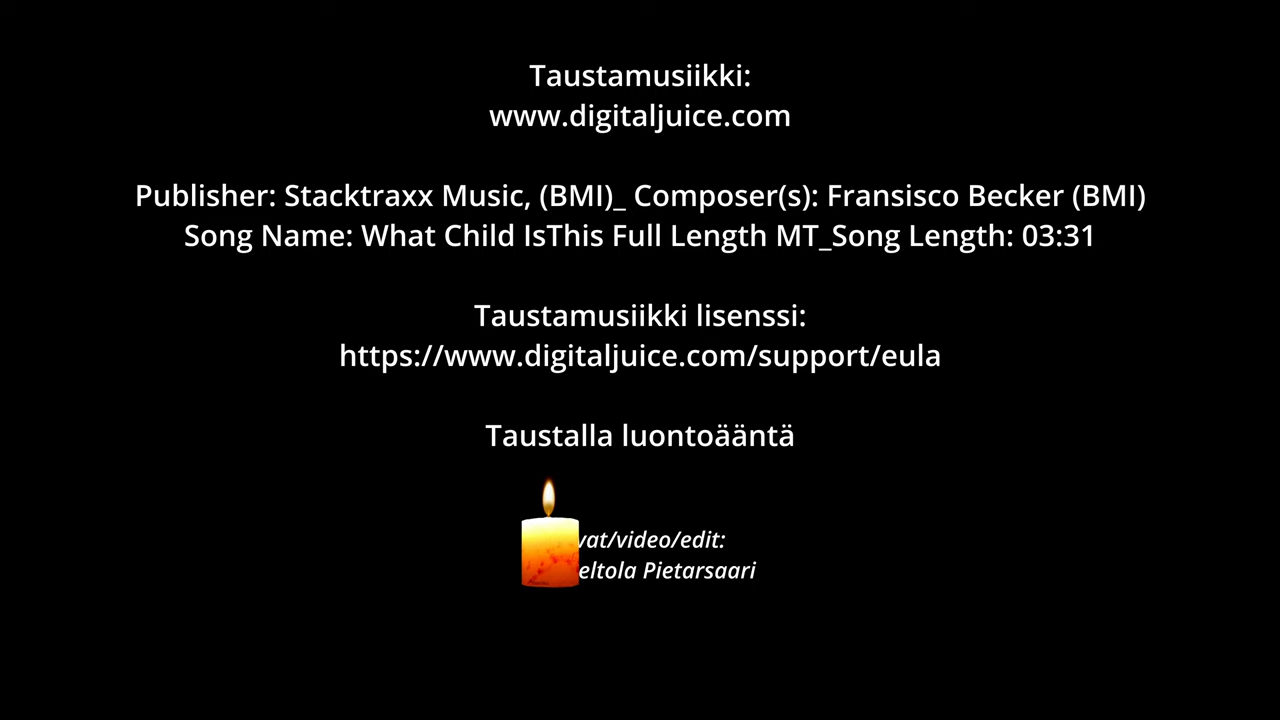 Taustamusiikki:
www.digitaljuice.com
Publisher: Stacktraxx Music, (BMI)_ Composer(s): Fransisco Becker (BMI)
Song Name: What Child IsThis Full Length MT_Song Length: 03:31
Taustamusiikki lisenssi:
https://www.digitaljuice.com/support/eula
Taustalla luontoääntä
vat/video/edit:
eltola Pietarsaari